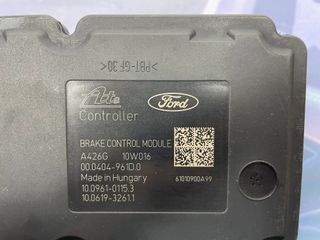 >PBT-GF30<
Ate
Ford
Controller
BRAKE CONTROL MODULE
A426G 10W016
00.0404-961D.0
Made in Hungary
61010900A99
10.0961-0115.3
10.0619-3261.1